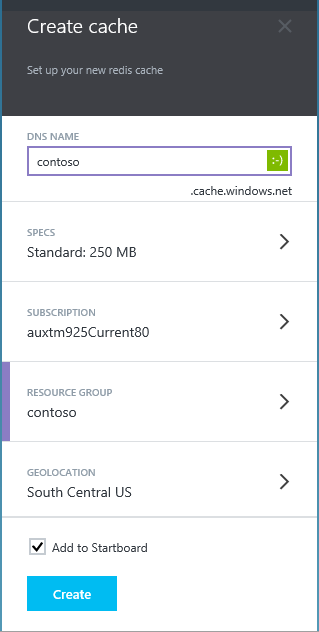 Create cache
Set up your new redis cache
DNS NAME
contoso :-)
.cache.windows.net
SPECS
Standard: 250 MB
SUBSCRIPTION
auxtm925Current80
RESOURCE GROUP
contoso
GEOLOCATION
South Central US
Add to Startboard
Create